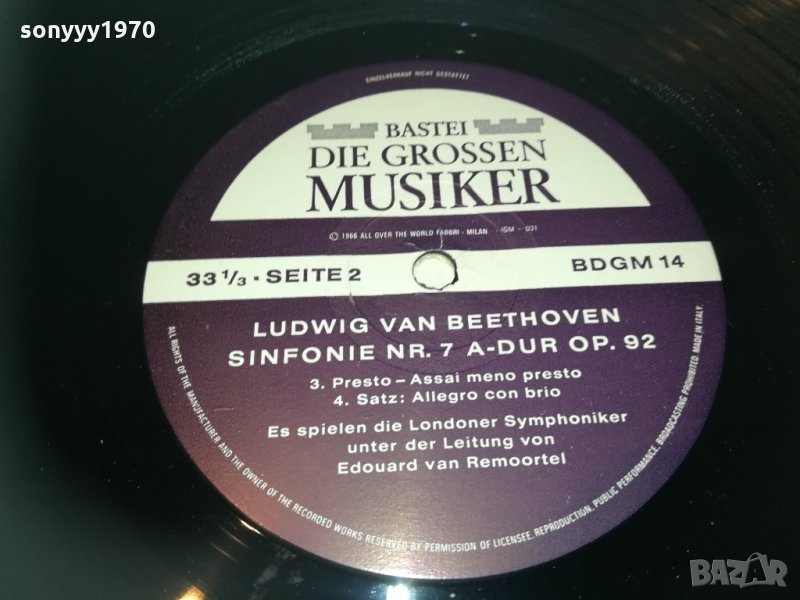 sonyyy1970
EINZELVERKAUF NICHT GESTATTET
BASTEI
DIE GROSSEN
MUSIKER
© 1966 ALL OVER THE WORLD FABBRI - MILAN - IGM - 031
33 1/3 · SEITE 2
BDGM 14
LUDWIG VAN BEETHOVEN
SINFONIE NR. 7 A-DUR OP. 92
3. Presto – Assai meno presto
4. Satz: Allegro con brio
Es spielen die Londoner Symphoniker
unter der Leitung von
Edouard van Remoortel
ALL RIGHTS OF THE MANUFACTURER AND THE OWNER OF THE RECORDED WORKS RESERVED BY PERMISSION OF LICENSEE. REPRODUCTION, PUBLIC PERFORMANCE, BROADCASTING PROHIBITED. MADE IN ITALY.
BAZAR